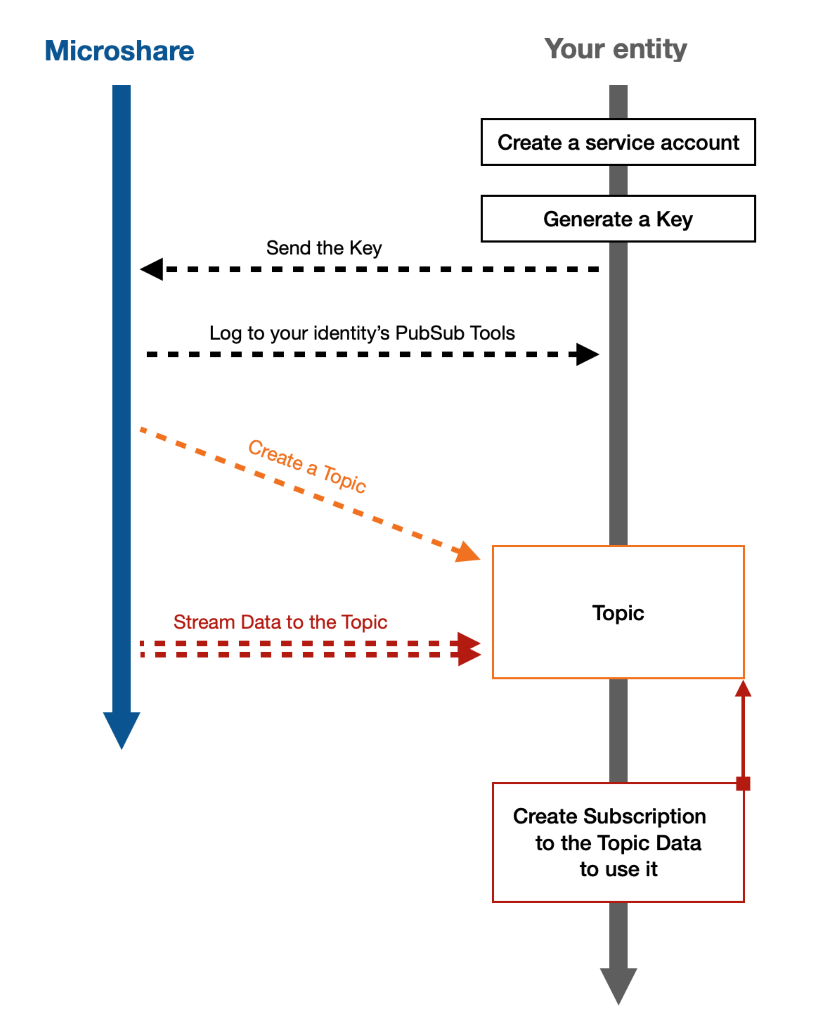 Microshare
Your entity
Create a service account
Generate a Key
Send the Key
Log to your identity's PubSub Tools
Create a Topic
Topic
Stream Data to the Topic
Create Subscription
to the Topic Data
to use it